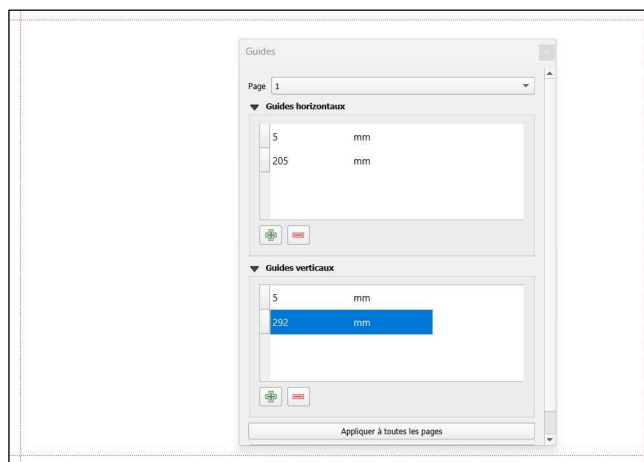 Guides
Page 1
Guides horizontaux
5 mm
205 mm
Guides verticaux
5 mm
292 mm
Appliquer à toutes les pages